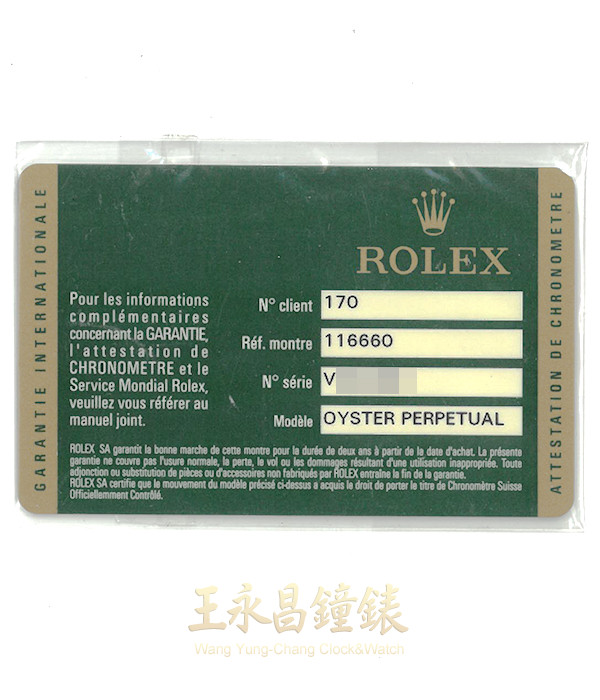 GARANTIE INTERNATIONALE
ROLEX
Pour les informations
complémentaires
concernant la GARANTIE,
l'attestation de
CHRONOMETRE et le
Service Mondial Rolex,
veuillez vous référer au
manuel joint.
N° client 170
Réf. montre 116660
N° série V
Modèle OYSTER PERPETUAL
ROLEX SA garantit la bonne marche de cette montre pour la durée de deux ans à partir de la date d'achat. La présente
garantie ne couvre pas l'usure normale, la perte, le vol ou les dommages résultant d'une utilisation inappropriée. Toute
adjonction ou substitution de pièces ou d'accessoires non fabriqués par ROLEX entraîne la fin de la garantie.
ROLEX SA certifie que le mouvement du modèle précisé ci-dessus a acquis le droit de porter le titre de Chronomètre Suisse
Officiellement Contrôlé.
ATTESTATION DE CHRONOMETRE
王永昌鐘錶
Wang Yung-Chang Clock&Watch